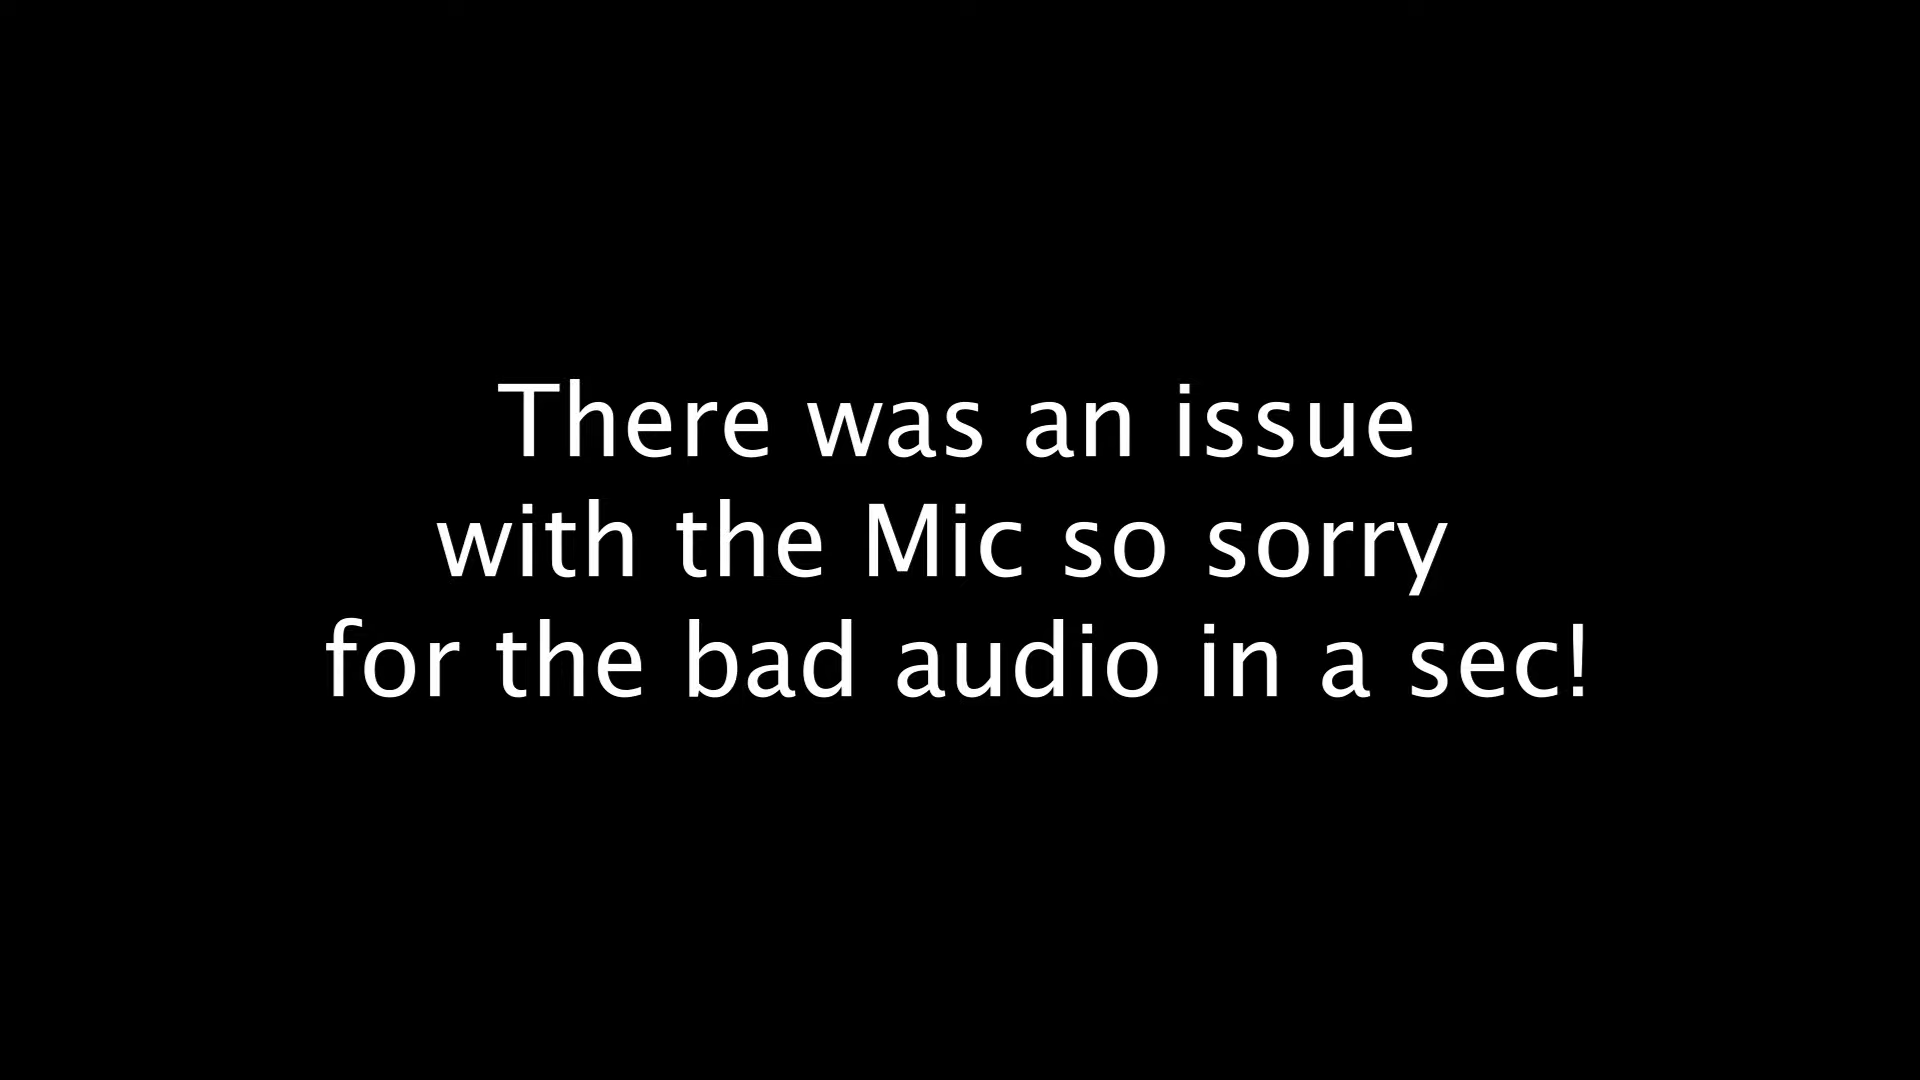 There was an issue
with the Mic so sorry
for the bad audio in a sec!